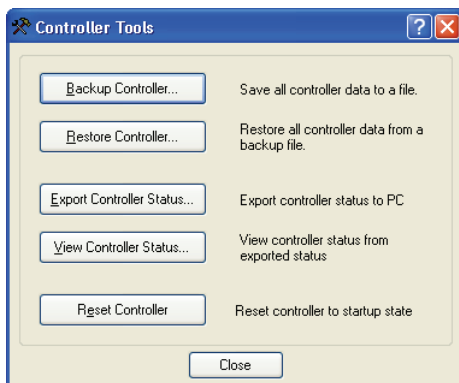 Controller Tools
Backup Controller... Save all controller data to a file.
Restore Controller... Restore all controller data from a
backup file.
Export Controller Status... Export controller status to PC
View Controller Status... View controller status from
exported status
Reset Controller Reset controller to startup state
Close